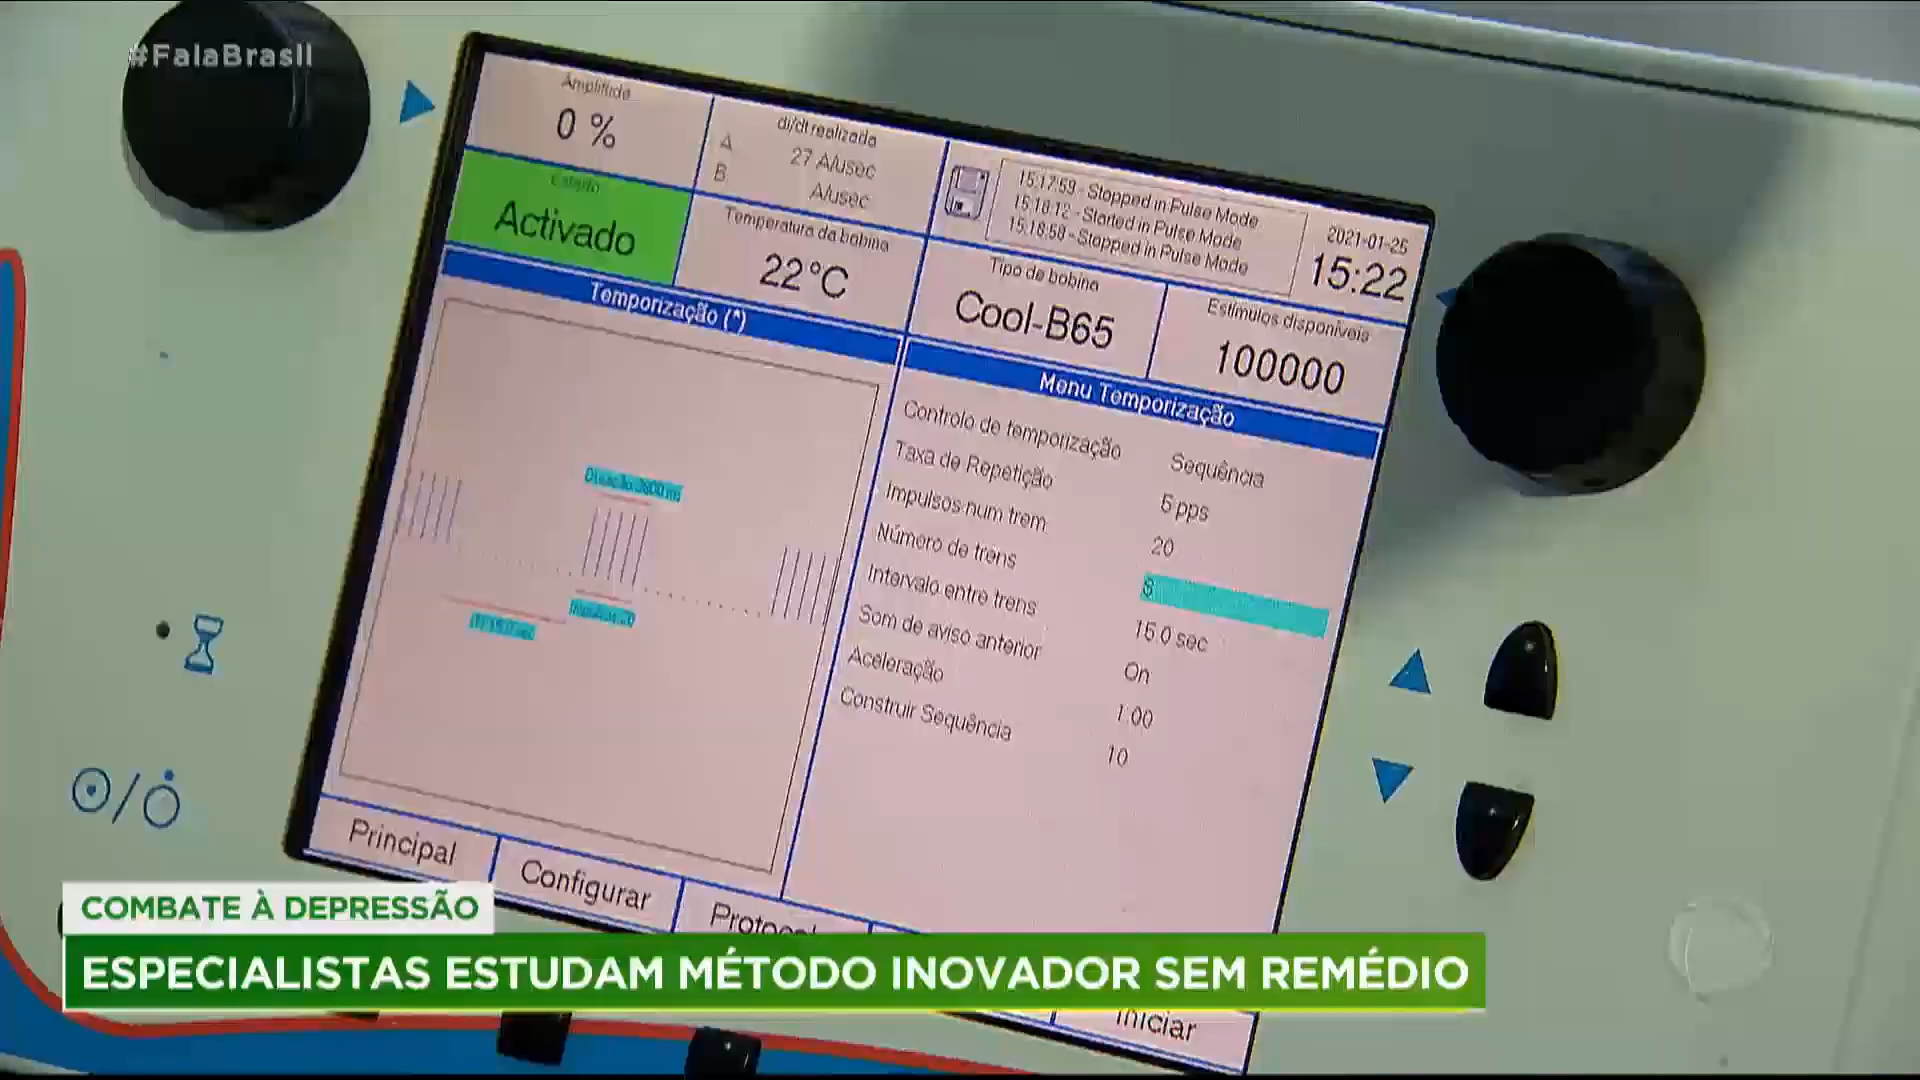 #FalaBrasil
Amplitude
0 %
di/dt realizado
A 27 A/usec
B A/usec
15:18:12 - Started in Pulse Mode
15:18:58 - Stopped in Pulse Mode
15:17:59 - Stopped in Pulse Mode
2021-01-25
15:22
Estado
Activado
Temperatura da bobina
22°C
Tipo de bobina
Cool-B65
Estímulos disponíveis
100000
Temporização (*)
Menu Temporização
Controlo de temporização Sequência
Taxa de Repetição 5 pps
Impulsos num trem 20
Número de trens
Intervalo entre trens 15.0 sec
Som de aviso anterior On
Aceleração 1.00
Construir Sequência 10
Principal
Configurar
Iniciar
COMBATE À DEPRESSÃO
ESPECIALISTAS ESTUDAM MÉTODO INOVADOR SEM REMÉDIO